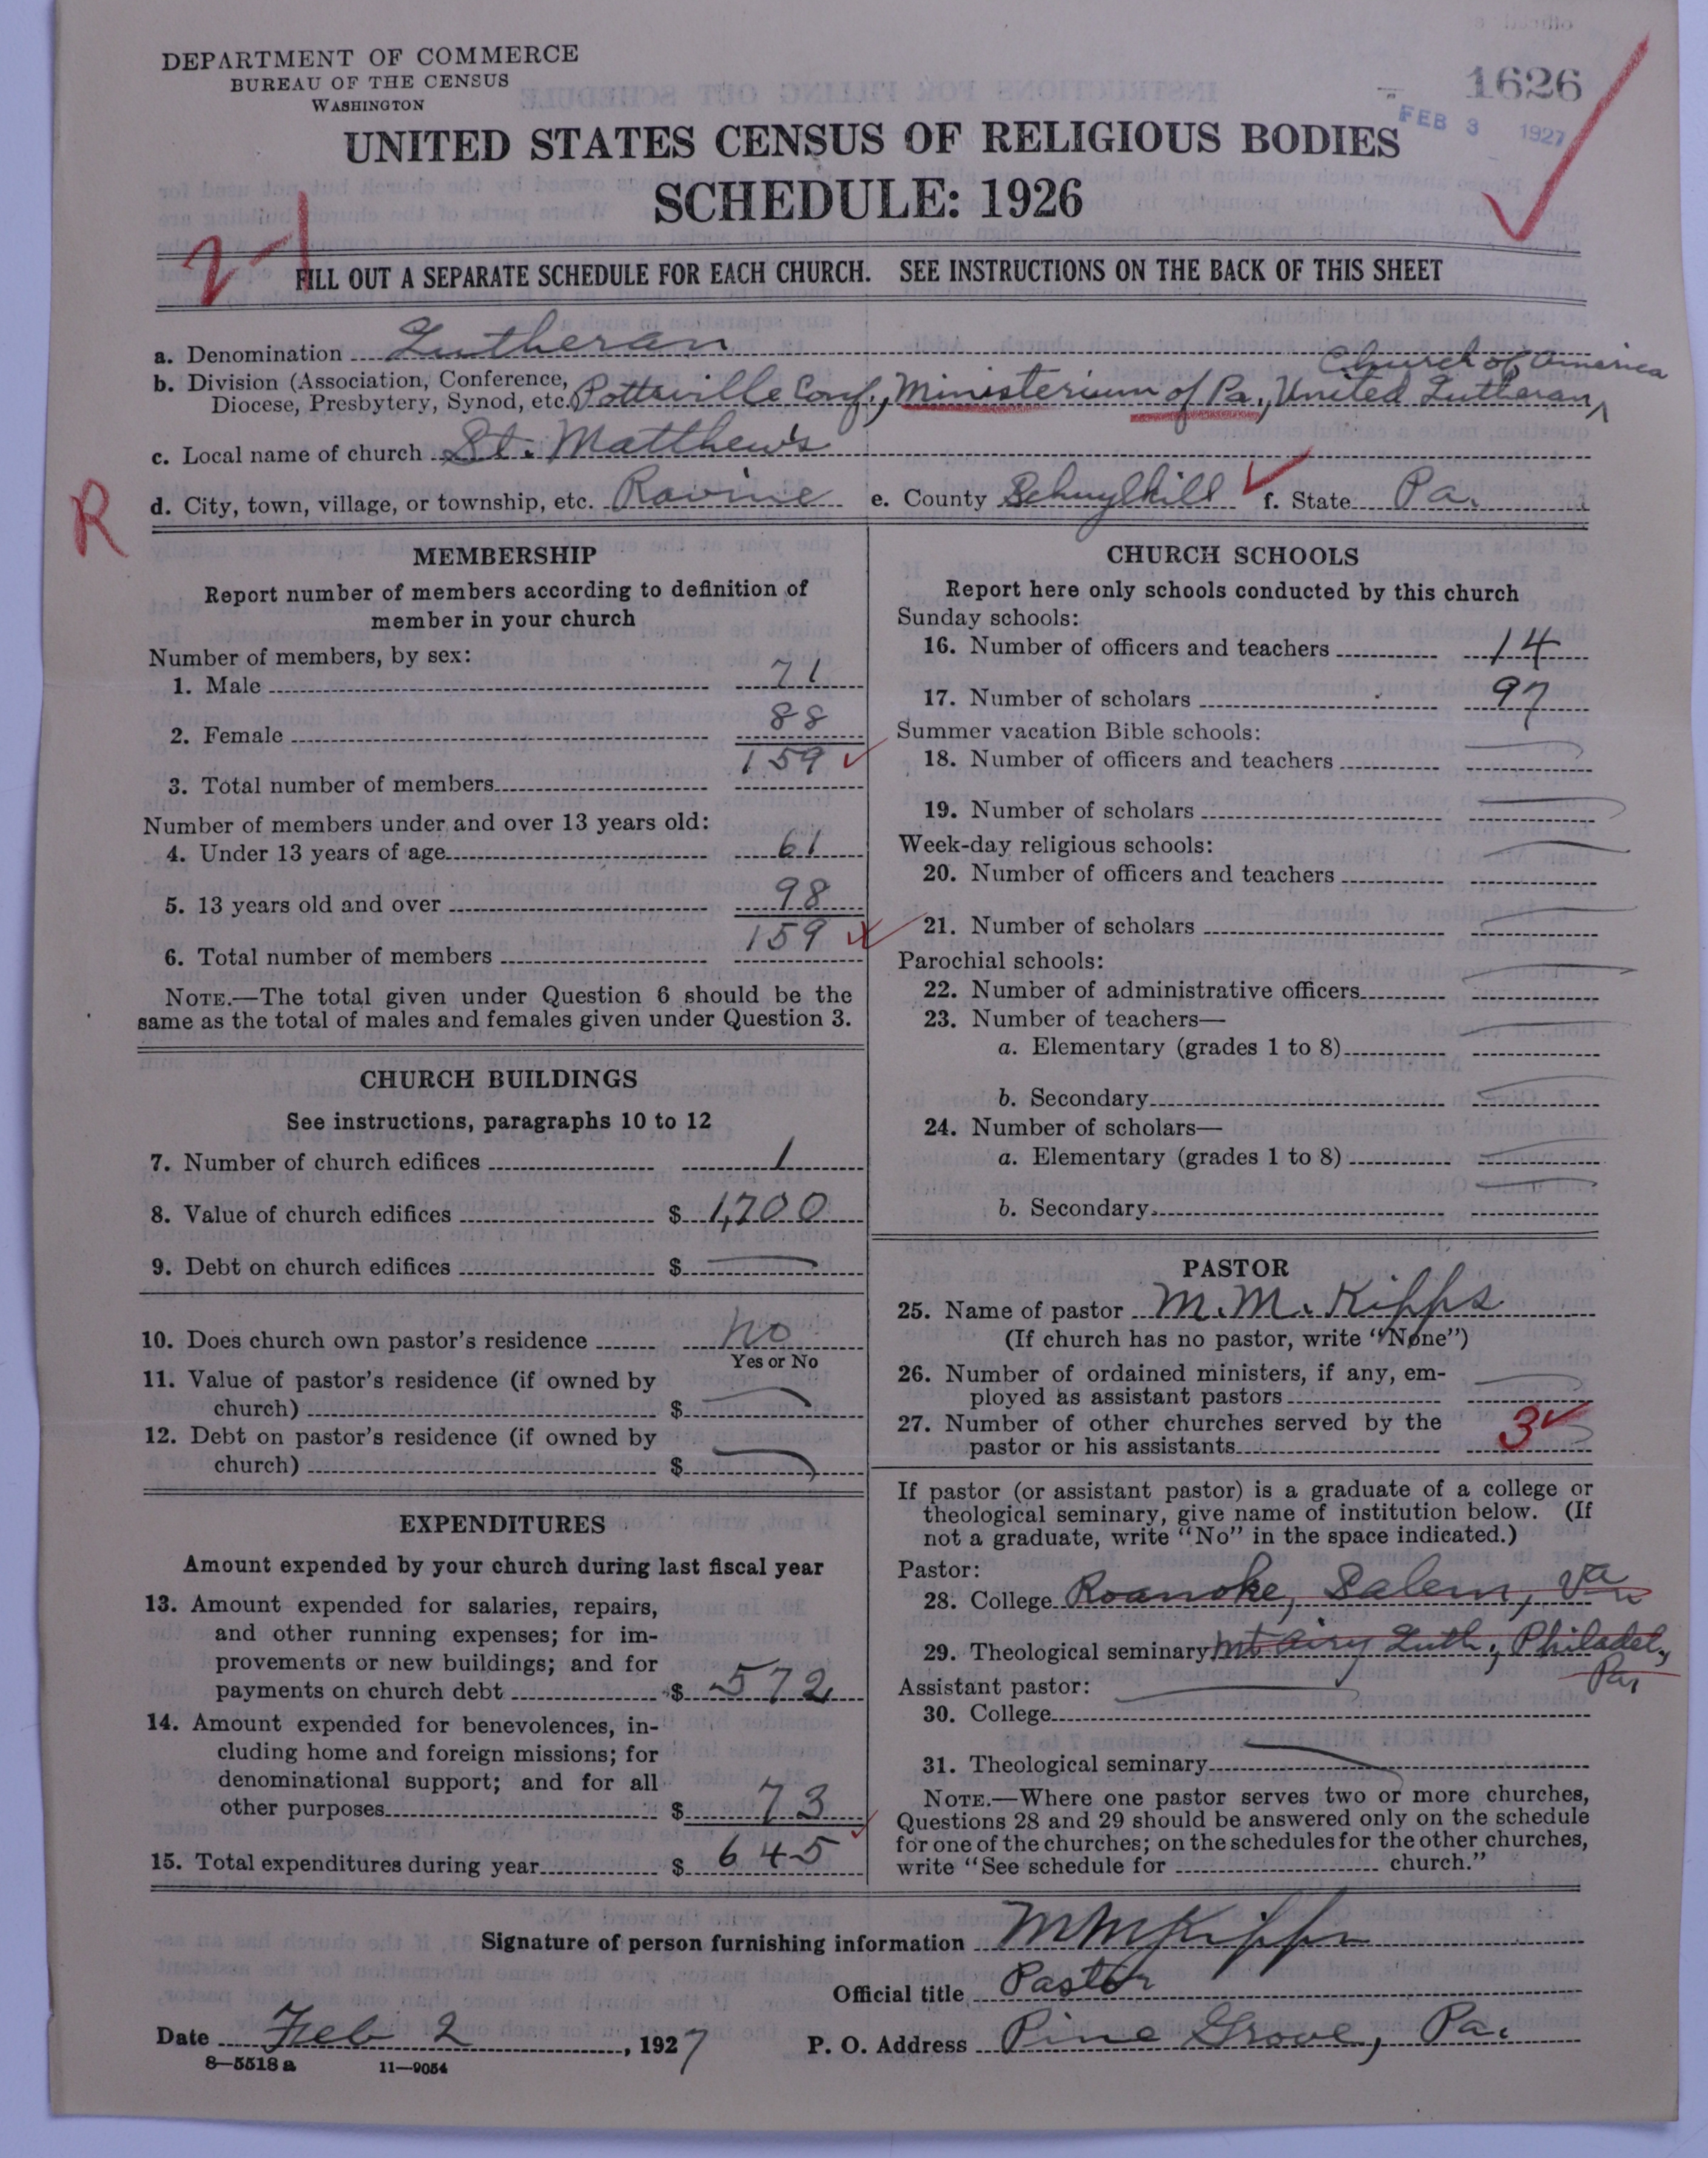 DEPARTMENT OF COMMERCE
BUREAU OF THE CENSUS
WASHINGTON
1626
FEB 3 1927
UNITED STATES CENSUS OF RELIGIOUS BODIES
SCHEDULE: 1926
FILL OUT A SEPARATE SCHEDULE FOR EACH CHURCH. SEE INSTRUCTIONS ON THE BACK OF THIS SHEET
a. Denomination Lutheran
b. Division (Association, Conference, Diocese, Presbytery, Synod, etc. Pottsville Conf., Ministerium of Pa., United Lutheran Church of America
c. Local name of church St. Matthew's
R
d. City, town, village, or township, etc. Ravine e. County Schuylkill f. State Pa.
MEMBERSHIP
Report number of members according to definition of
member in your church
Number of members, by sex:
1. Male 71
2. Female 88
3. Total number of members 159
Number of members under and over 13 years old:
4. Under 13 years of age 61
5. 13 years old and over 98
6. Total number of members 159
NOTE.—The total given under Question 6 should be the
same as the total of males and females given under Question 3.
CHURCH BUILDINGS
See instructions, paragraphs 10 to 12
7. Number of church edifices 1
8. Value of church edifices $ 1,700
9. Debt on church edifices $
10. Does church own pastor's residence No
Yes or No
11. Value of pastor's residence (if owned by
church) $
12. Debt on pastor's residence (if owned by
church) $
EXPENDITURES
Amount expended by your church during last fiscal year
13. Amount expended for salaries, repairs,
and other running expenses; for im-
provements or new buildings; and for
payments on church debt $ 572
14. Amount expended for benevolences, in-
cluding home and foreign missions; for
denominational support; and for all
other purposes $ 73
15. Total expenditures during year $ 645
CHURCH SCHOOLS
Report here only schools conducted by this church
Sunday schools:
16. Number of officers and teachers 14
17. Number of scholars 97
Summer vacation Bible schools:
18. Number of officers and teachers
19. Number of scholars
Week-day religious schools:
20. Number of officers and teachers
21. Number of scholars
Parochial schools:
22. Number of administrative officers
23. Number of teachers—
a. Elementary (grades 1 to 8)
b. Secondary
24. Number of scholars—
a. Elementary (grades 1 to 8)
b. Secondary
PASTOR
25. Name of pastor M. M. Kipps
(If church has no pastor, write "None")
26. Number of ordained ministers, if any, em-
ployed as assistant pastors
27. Number of other churches served by the
pastor or his assistants 3
If pastor (or assistant pastor) is a graduate of a college or
theological seminary, give name of institution below. (If
not a graduate, write "No" in the space indicated.)
Pastor:
28. College Roanoke, Salem, Va
29. Theological seminary Mt. Airy Luth., Philadel,
Pa,
Assistant pastor:
30. College
31. Theological seminary
NOTE.—Where one pastor serves two or more churches,
Questions 28 and 29 should be answered only on the schedule
for one of the churches; on the schedules for the other churches,
write "See schedule for church."
Signature of person furnishing information M M Kipps
Official title Pastor
Date Feb 2, 1927 P. O. Address Pine Grove, Pa.
8—5518 a 11—9054